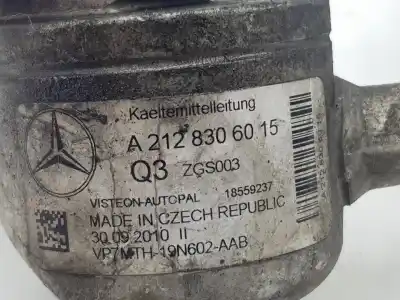 Kaeltemittelleitung
A 212 830 60 15
Q3 ZGS003
VISTEON-AUTOPAL 18559237
MADE IN CZECH REPUBLIC
30.09.2010 II
VP7MTH-19N602-AAB